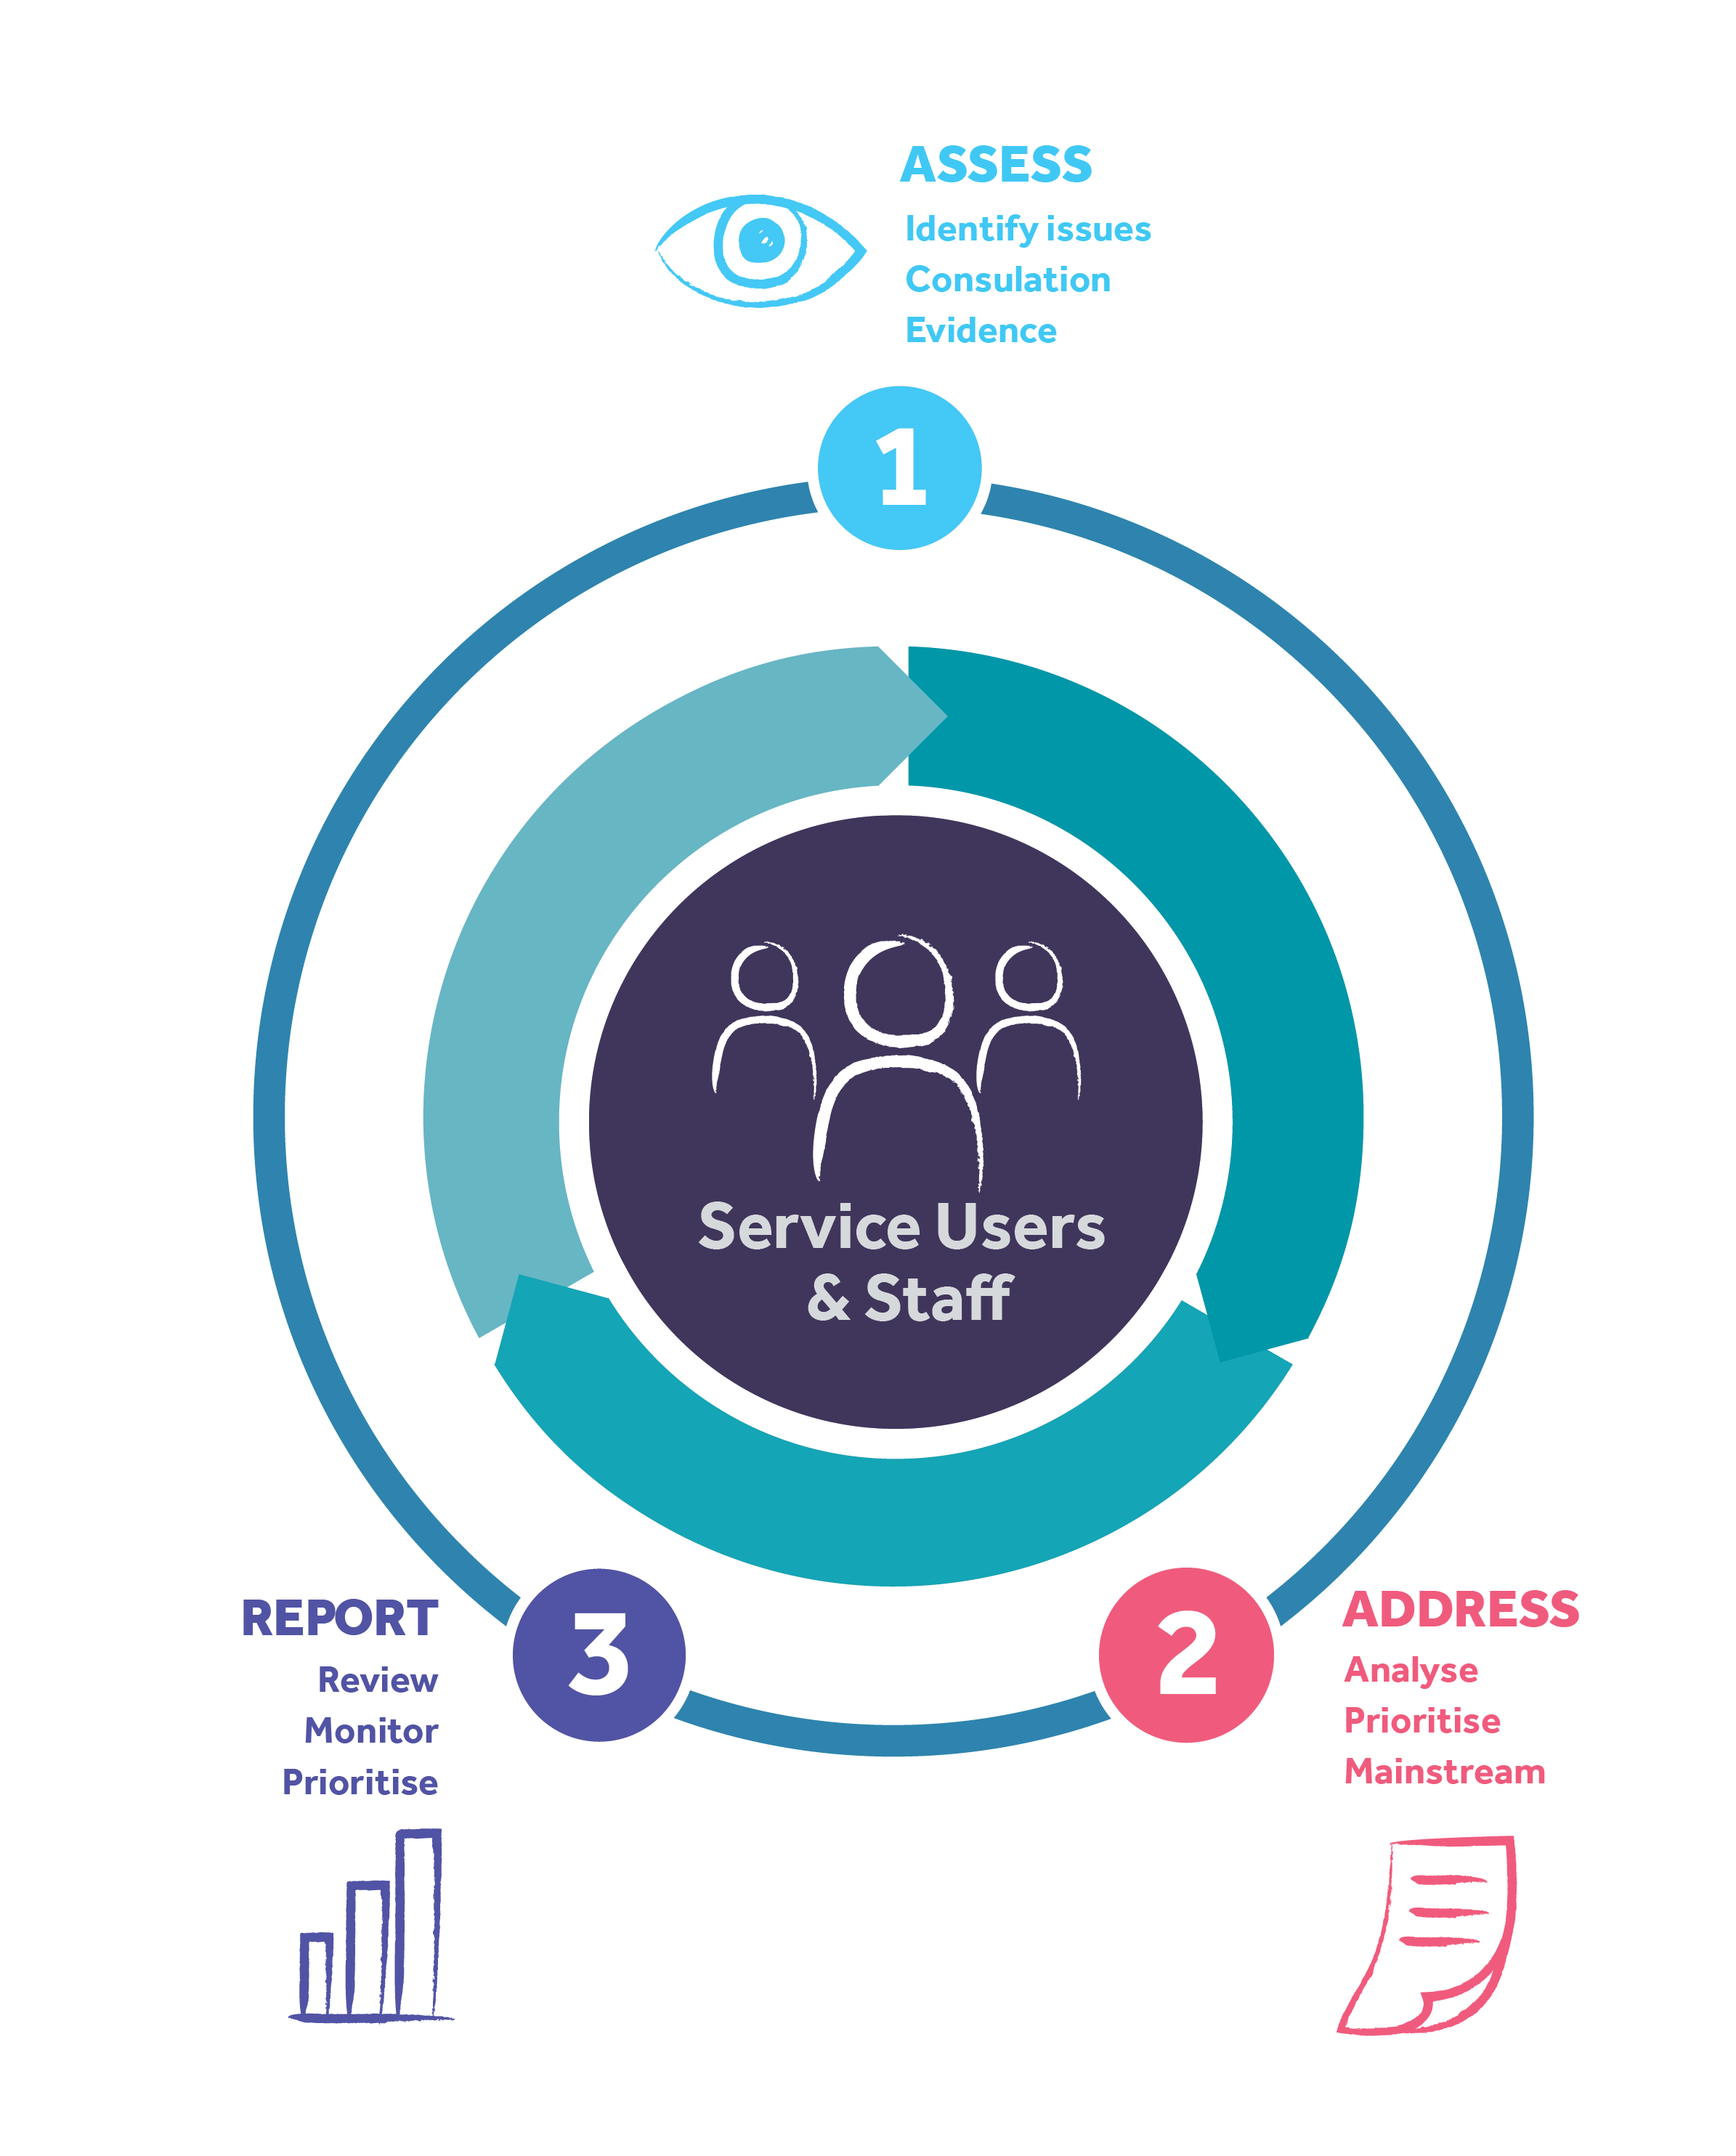 ASSESS
Identify issues
Consulation
Evidence
1
Service Users
& Staff
2
ADDRESS
Analyse
Prioritise
Mainstream
3
REPORT
Review
Monitor
Prioritise